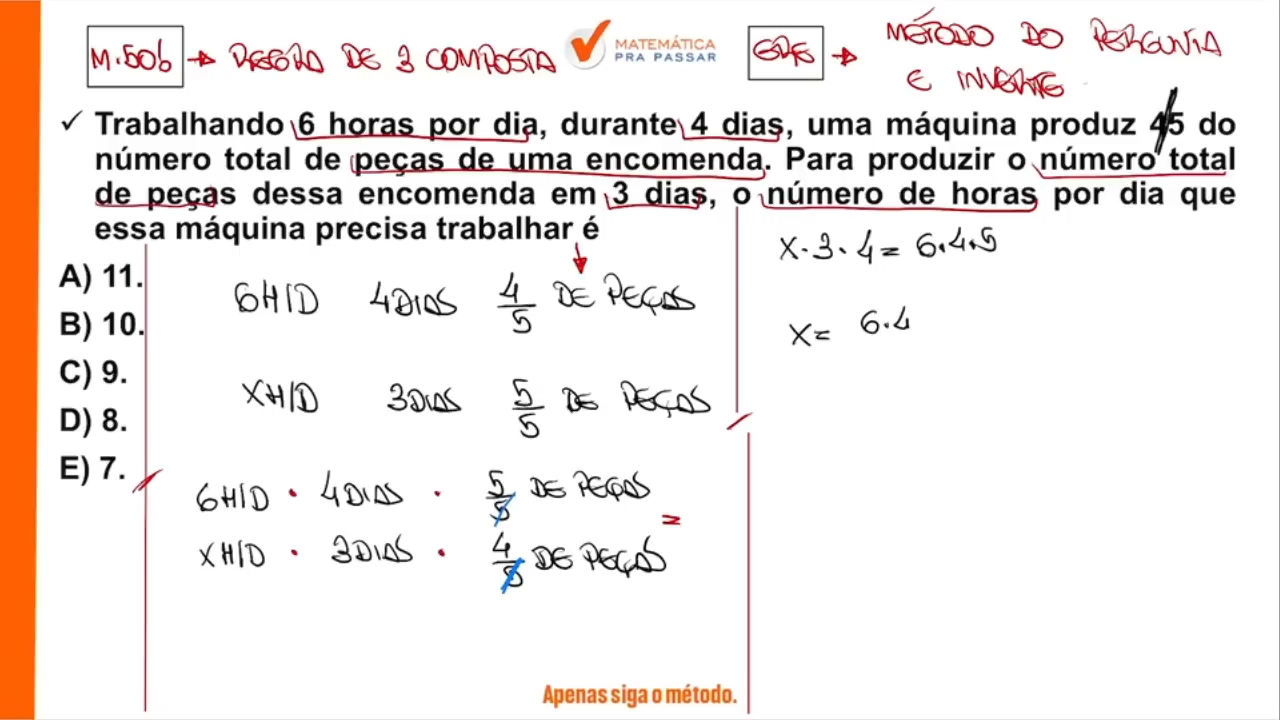 M.506 → REGRA DE 3 COMPOSTA
MATEMÁTICA
PRA PASSAR
GPS → MÉTODO DO PERGUNTA
E INVERTE
✓ Trabalhando 6 horas por dia, durante 4 dias, uma máquina produz 4/5 do
número total de peças de uma encomenda. Para produzir o número total
de peças dessa encomenda em 3 dias, o número de horas por dia que
essa máquina precisa trabalhar é
A) 11.
B) 10.
C) 9.
D) 8.
E) 7.
6H/D 4DIAS 4/5 DE PEÇAS
XH/D 3DIAS 5/5 DE PEÇAS
6H/D · 4DIAS · 5/5 DE PEÇAS
=
XH/D · 3DIAS · 4/5 DE PEÇAS
X·3·4= 6.4.5
X= 6.4
Apenas siga o método.